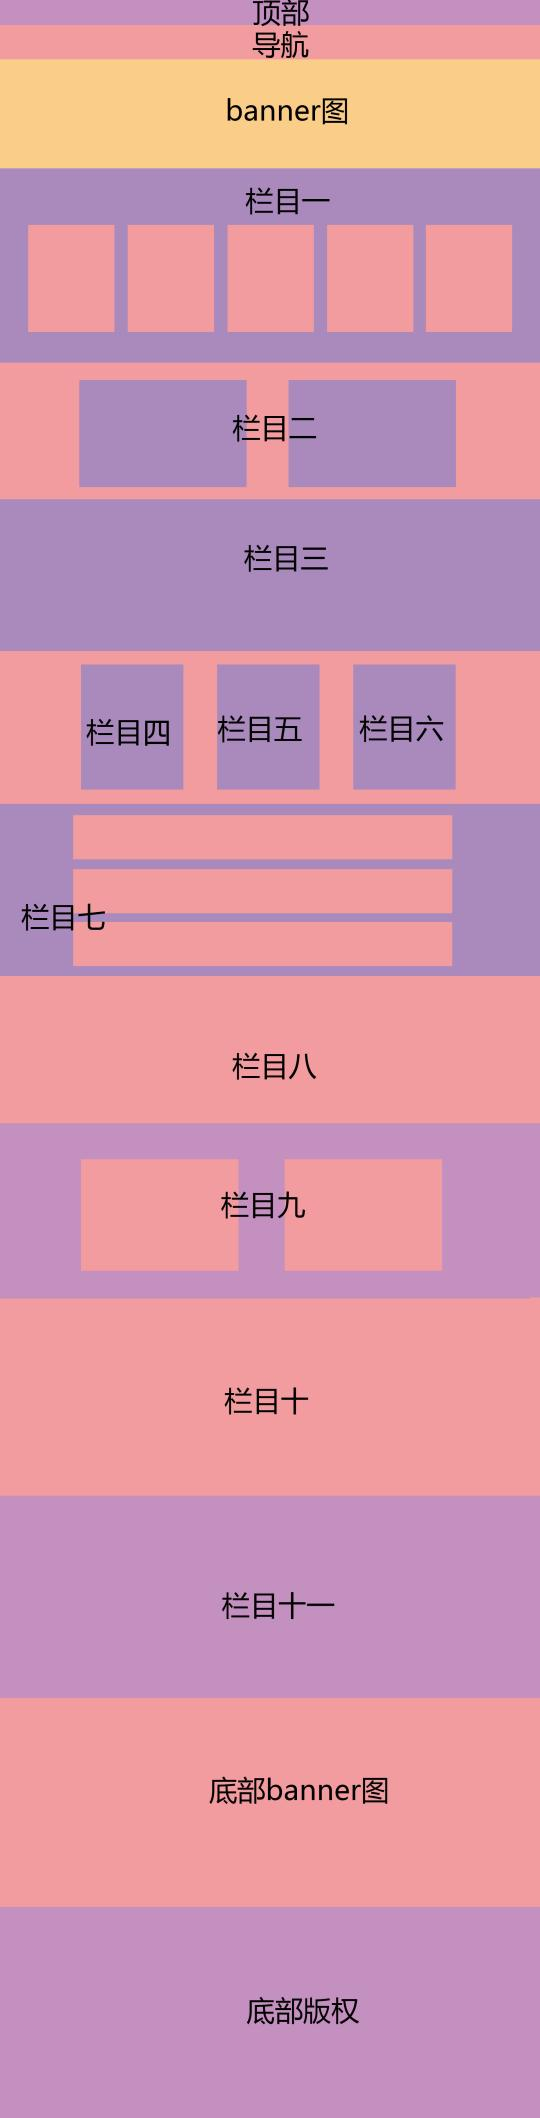 顶部
导航
banner图
栏目一
栏目二
栏目三
栏目四
栏目五
栏目六
栏目七
栏目八
栏目九
栏目十
栏目十一
底部banner图
底部版权